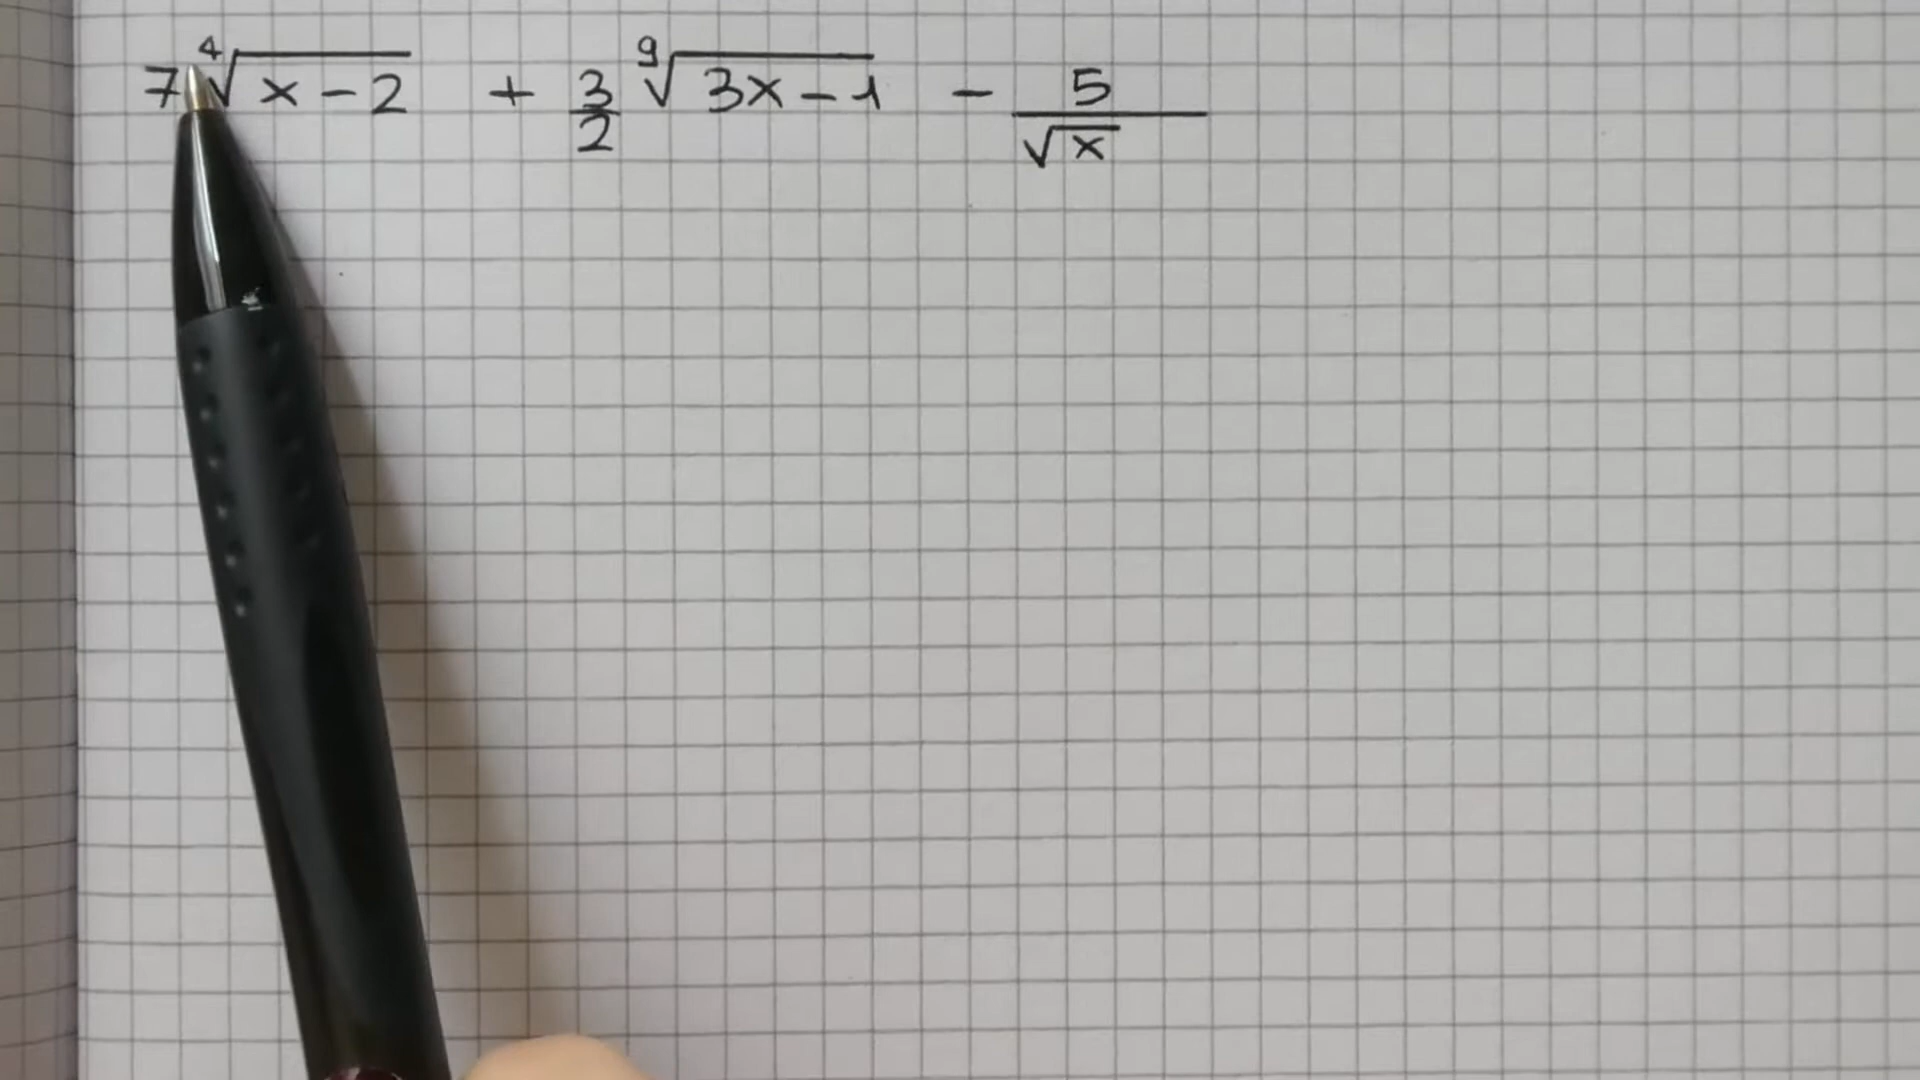 7 ⁴√(x - 2) + 3/2 ⁹√(3x - 1) - 5/√x